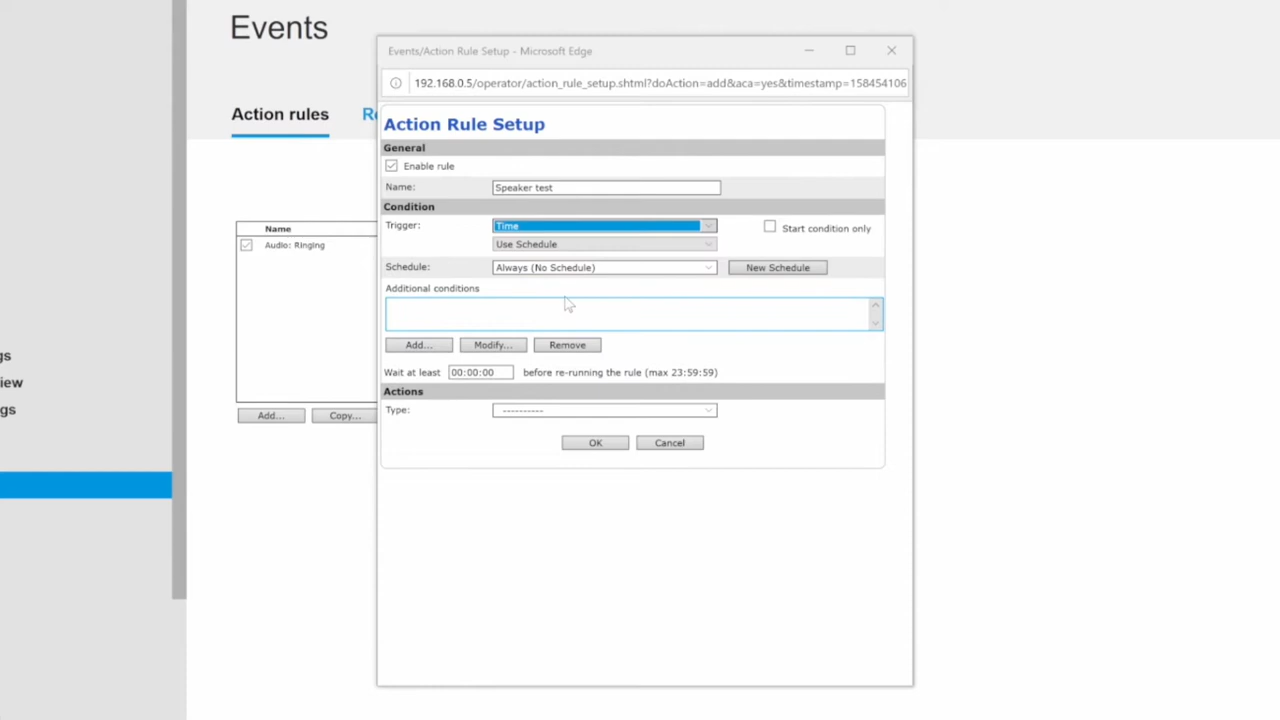 Events
Events/Action Rule Setup - Microsoft Edge
192.168.0.5/operator/action_rule_setup.shtml?doAction=add&aca=yes&timestamp=158454106
Action rules
Action Rule Setup
General
Enable rule
Name: Speaker test
Condition
Trigger: Time
Start condition only
Use Schedule
Schedule: Always (No Schedule) New Schedule
Additional conditions
Add... Modify... Remove
Wait at least 00:00:00 before re-running the rule (max 23:59:59)
Actions
Type: ----------
OK Cancel
Name
Audio: Ringing
Add... Copy...